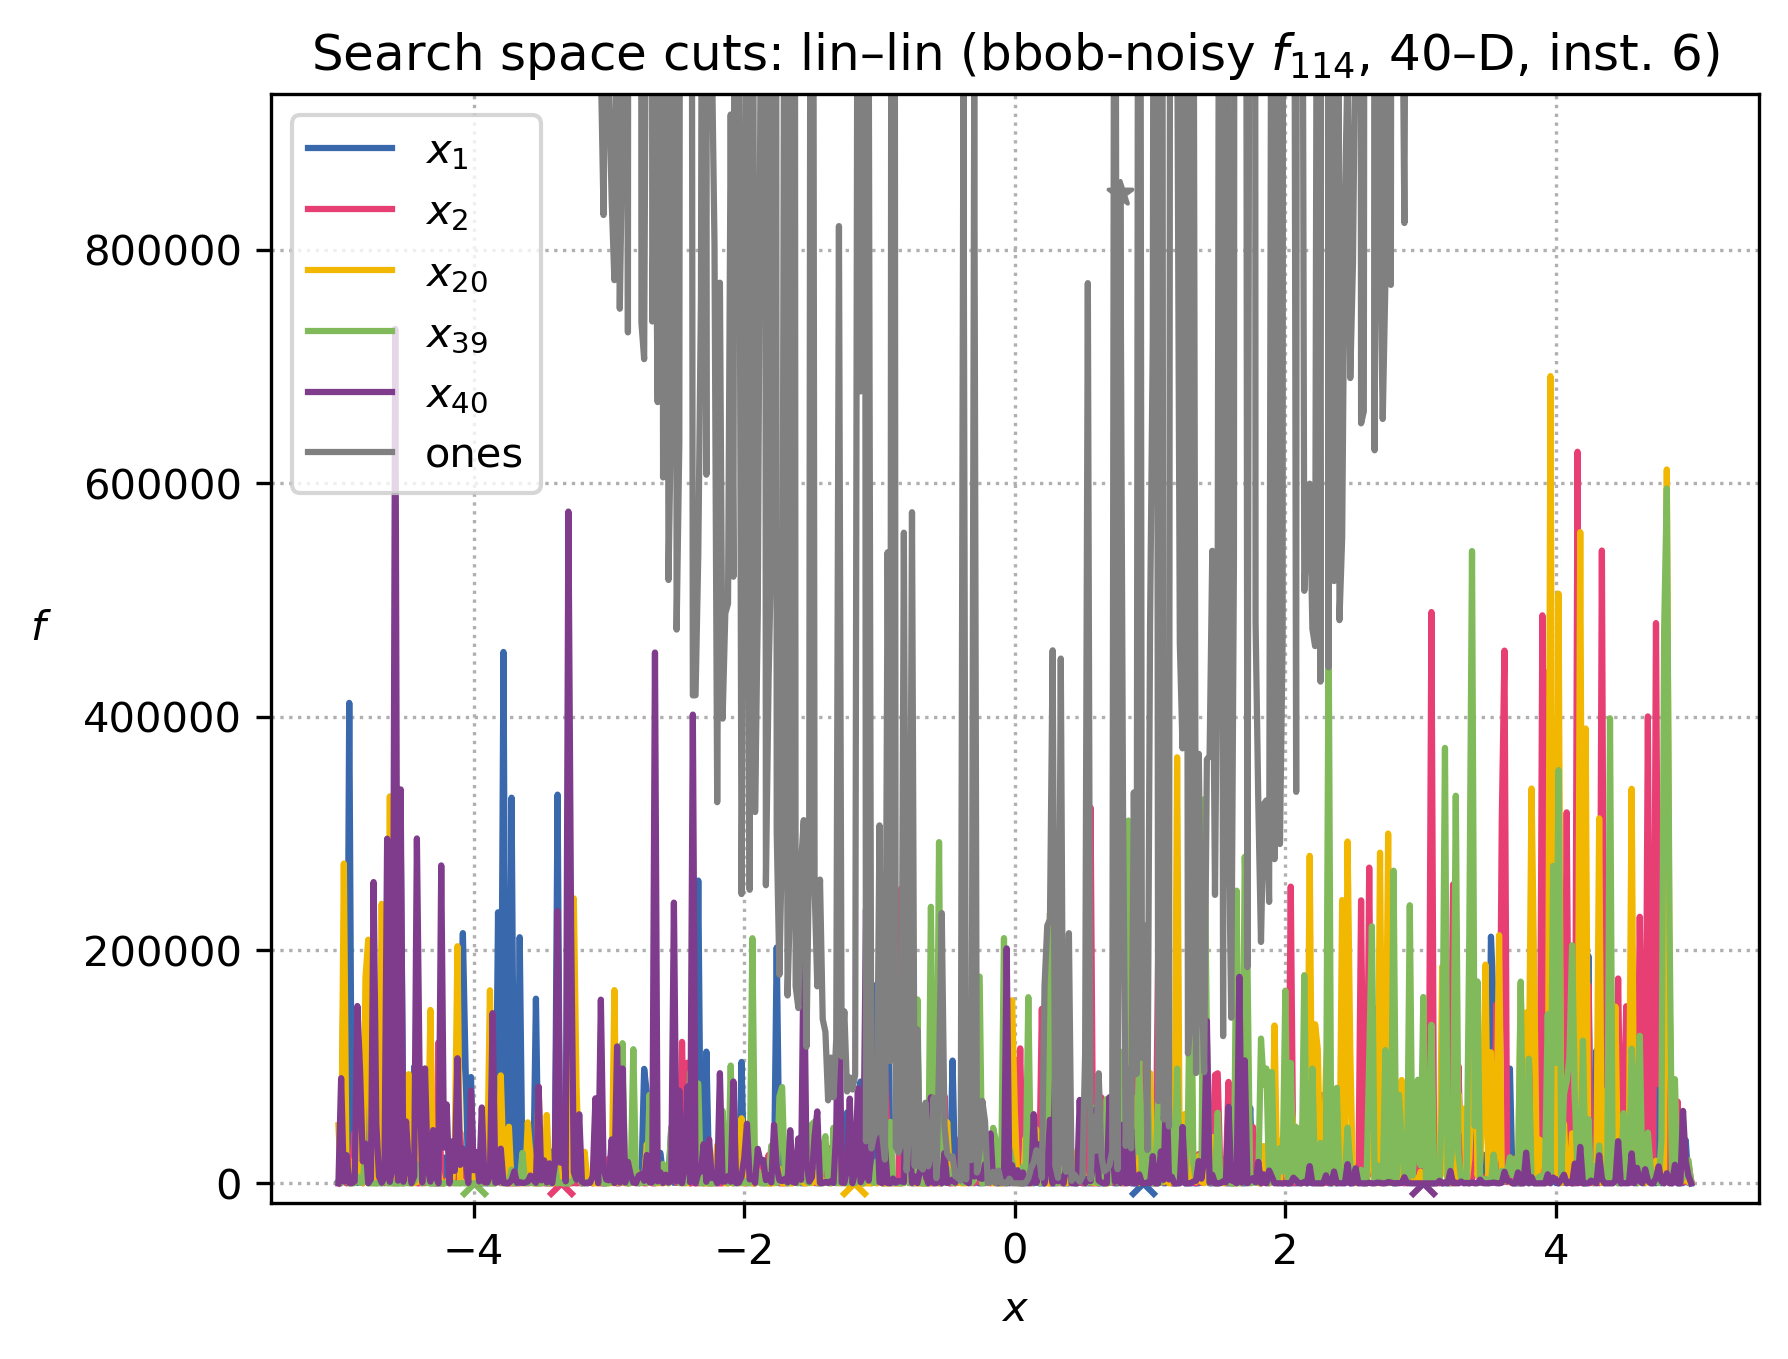 Search space cuts: lin–lin (bbob-noisy f₁₁₄, 40–D, inst. 6)
x₁
x₂
x₂₀
x₃₉
x₄₀
ones
800000
600000
400000
200000
0
f
−4 −2 0 2 4
x